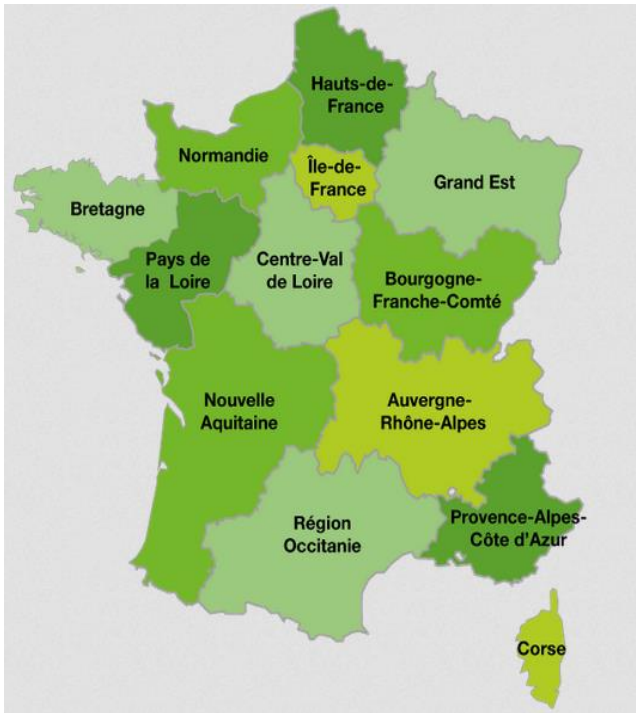 Hauts-de-
France
Normandie
Île-de-
France
Grand Est
Bretagne
Pays de
la Loire
Centre-Val
de Loire
Bourgogne-
Franche-Comté
Nouvelle
Aquitaine
Auvergne-
Rhône-Alpes
Région
Occitanie
Provence-Alpes-
Côte d'Azur
Corse